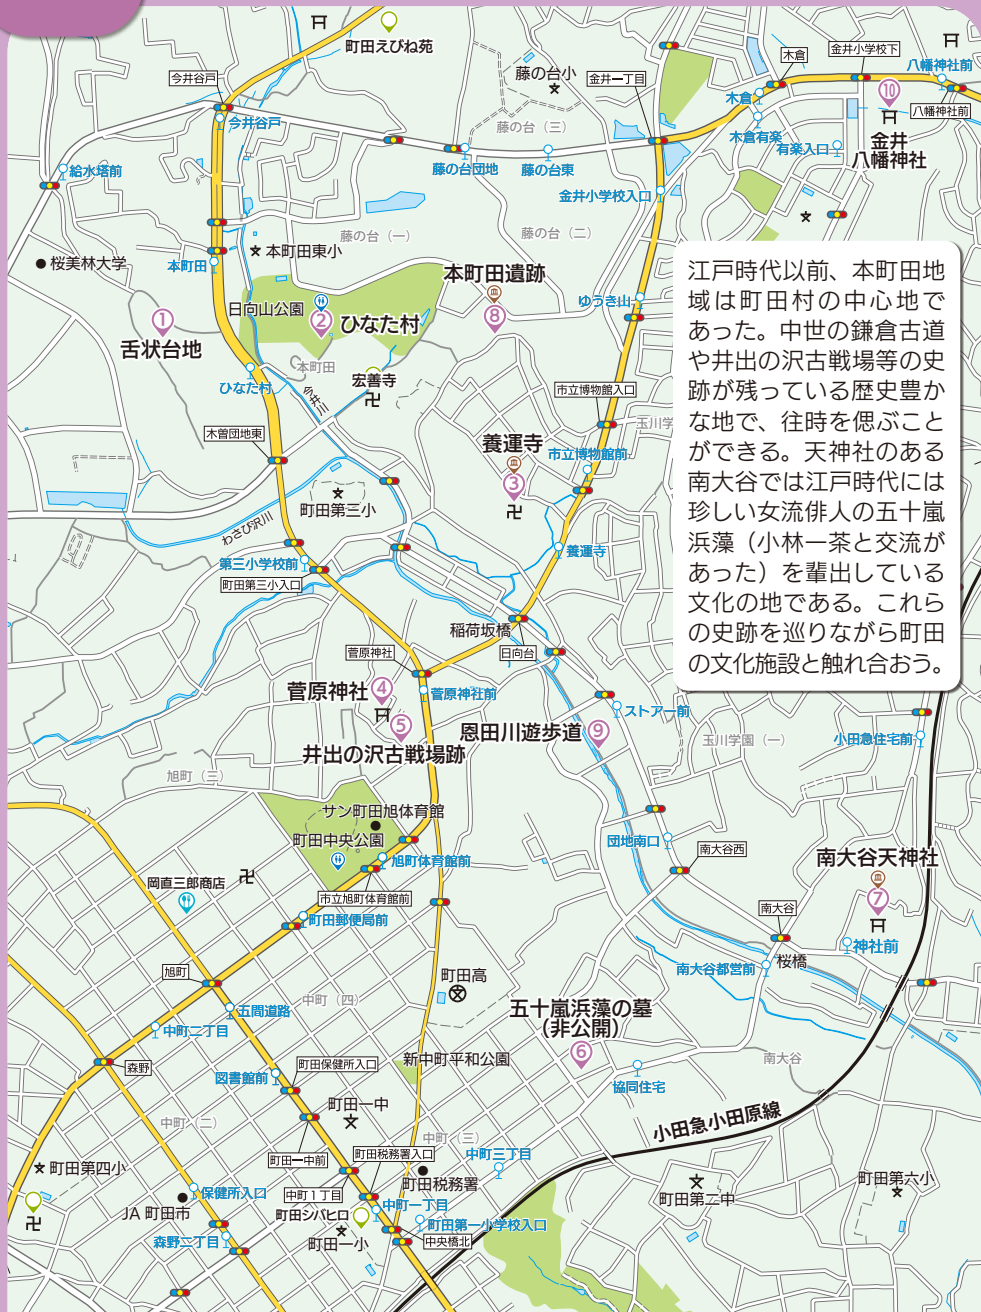 町田えびね苑
今井谷戸
今井谷戸
藤の台小
金井一丁目
木倉
金井小学校下
八幡神社前
八幡神社前
木倉
木倉有楽
有楽入口
⑩
金井
八幡神社
藤の台（三）
給水塔前
藤の台団地
藤の台東
金井小学校入口
藤の台（一）
藤の台（二）
桜美林大学
本町田東小
本町田
日向山公園
②
ひなた村
本町田遺跡
⑧
ゆうき山
①
舌状台地
本町田
宏善寺
ひなた村
今井川
市立博物館入口
玉川学
木曽団地東
養運寺
③
市立博物館前
町田第三小
わさび沢川
養運寺
第三小学校前
町田第三小入口
稲荷坂橋
日向台
菅原神社
菅原神社
④
菅原神社前
⑤
井出の沢古戦場跡
恩田川遊歩道
⑨
ストアー前
玉川学園（一）
小田急住宅前
江戸時代以前、本町田地
域は町田村の中心地で
あった。中世の鎌倉古道
や井出の沢古戦場等の史
跡が残っている歴史豊か
な地で、往時を偲ぶこと
ができる。天神社のある
南大谷では江戸時代には
珍しい女流俳人の五十嵐
浜藻（小林一茶と交流が
あった）を輩出している
文化の地である。これら
の史跡を巡りながら町田
の文化施設と触れ合おう。
旭町（三）
サン町田旭体育館
町田中央公園
旭町体育館前
市立旭町体育館前
岡直三郎商店
町田郵便局前
団地南口
南大谷西
南大谷天神社
⑦
南大谷
神社前
桜橋
南大谷都営前
旭町
町田高
五間道路
中町（四）
中町二丁目
五十嵐浜藻の墓
（非公開）
⑥
森野
町田保健所入口
図書館前
新中町平和公園
協同住宅
南大谷
町田一中
中町（二）
中町（三）
小田急小田原線
町田一中前
町田税務署入口
中町三丁目
町田第四小
保健所入口
中町1丁目
町田税務署
町田第二中
町田第六小
JA 町田市
町田シバヒロ
中町一丁目
町田第一小学校入口
森野二丁目
町田一小
中央橋北